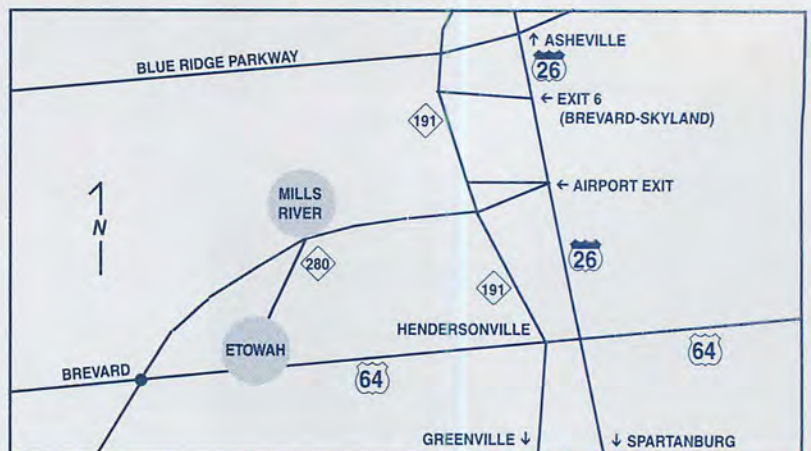 ↑ ASHEVILLE
BLUE RIDGE PARKWAY
26
← EXIT 6
(BREVARD-SKYLAND)
191
← AIRPORT EXIT
MILLS
RIVER
N
280
26
191
HENDERSONVILLE
ETOWAH
64
BREVARD
64
GREENVILLE ↓
↓ SPARTANBURG